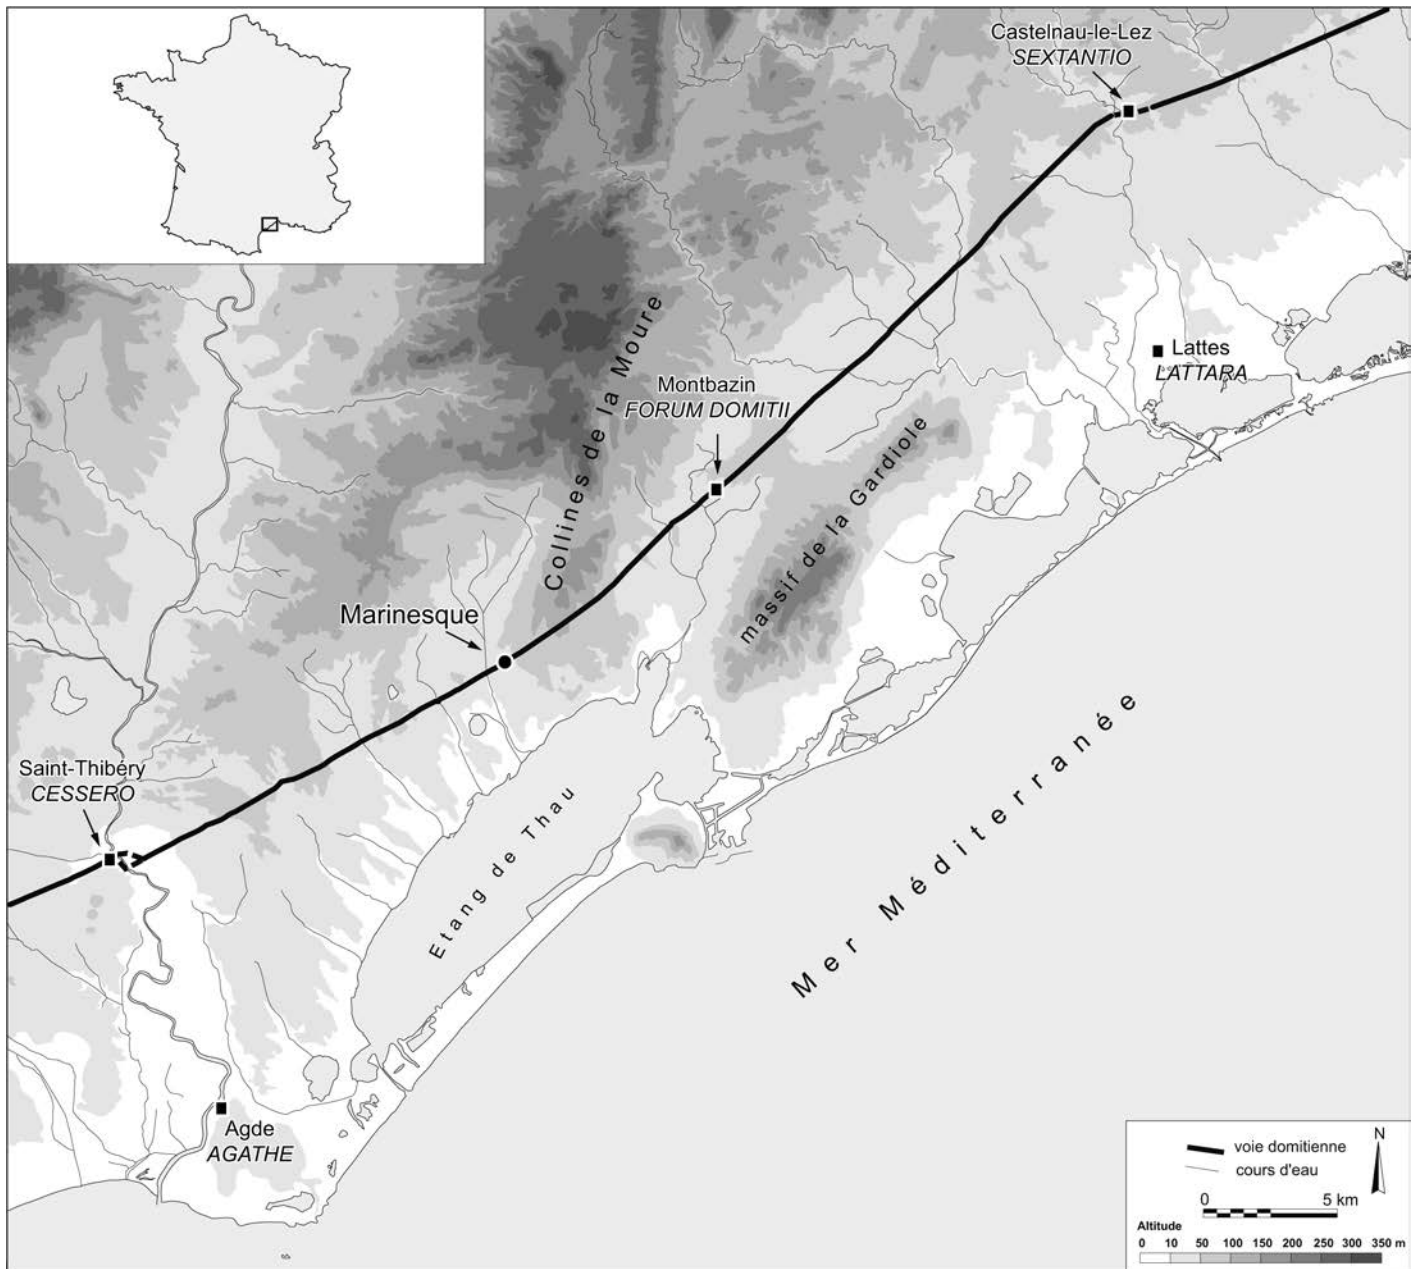 Castelnau-le-Lez
SEXTANTIO
Collines de la Moure
Lattes
LATTARA
Montbazin
FORUM DOMITII
massif de la Gardiole
Marinesque
Mer Méditerranée
Saint-Thibéry
CESSERO
Etang de Thau
Agde
AGATHE
N
voie domitienne
cours d'eau
0 5 km
Altitude
0 10 50 100 150 200 250 300 350 m